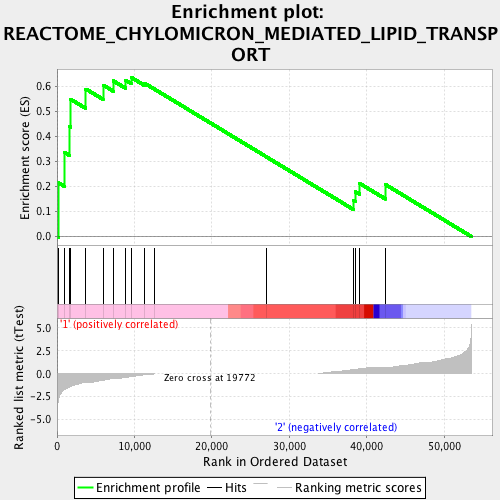 Enrichment plot:
REACTOME_CHYLOMICRON_MEDIATED_LIPID_TRANSP
ORT
Enrichment score (ES)
0.6
0.5
0.4
0.3
0.2
0.1
0.0
'1' (positively correlated)
Ranked list metric (tTest)
5.0
2.5
0.0
-2.5
-5.0
Zero cross at 19772
'2' (negatively correlated)
0
10,000
20,000
30,000
40,000
50,000
Rank in Ordered Dataset
Enrichment profile
Hits
Ranking metric scores